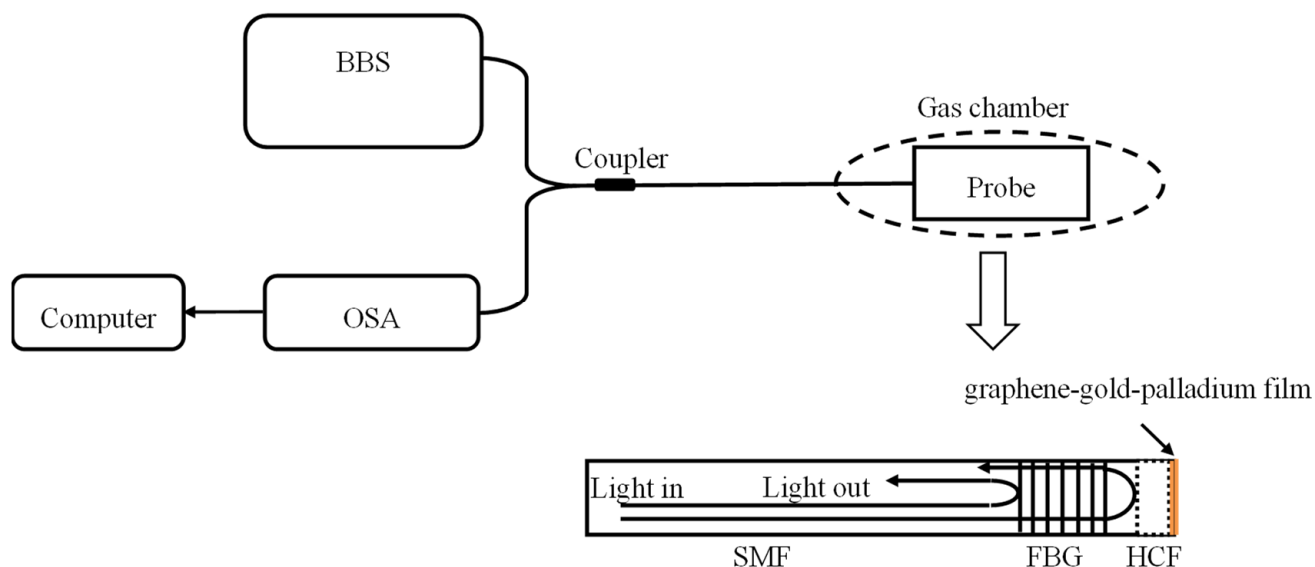 BBS
Gas chamber
Coupler
Probe
Computer
OSA
graphene-gold-palladium film
Light in
Light out
SMF
FBG
HCF